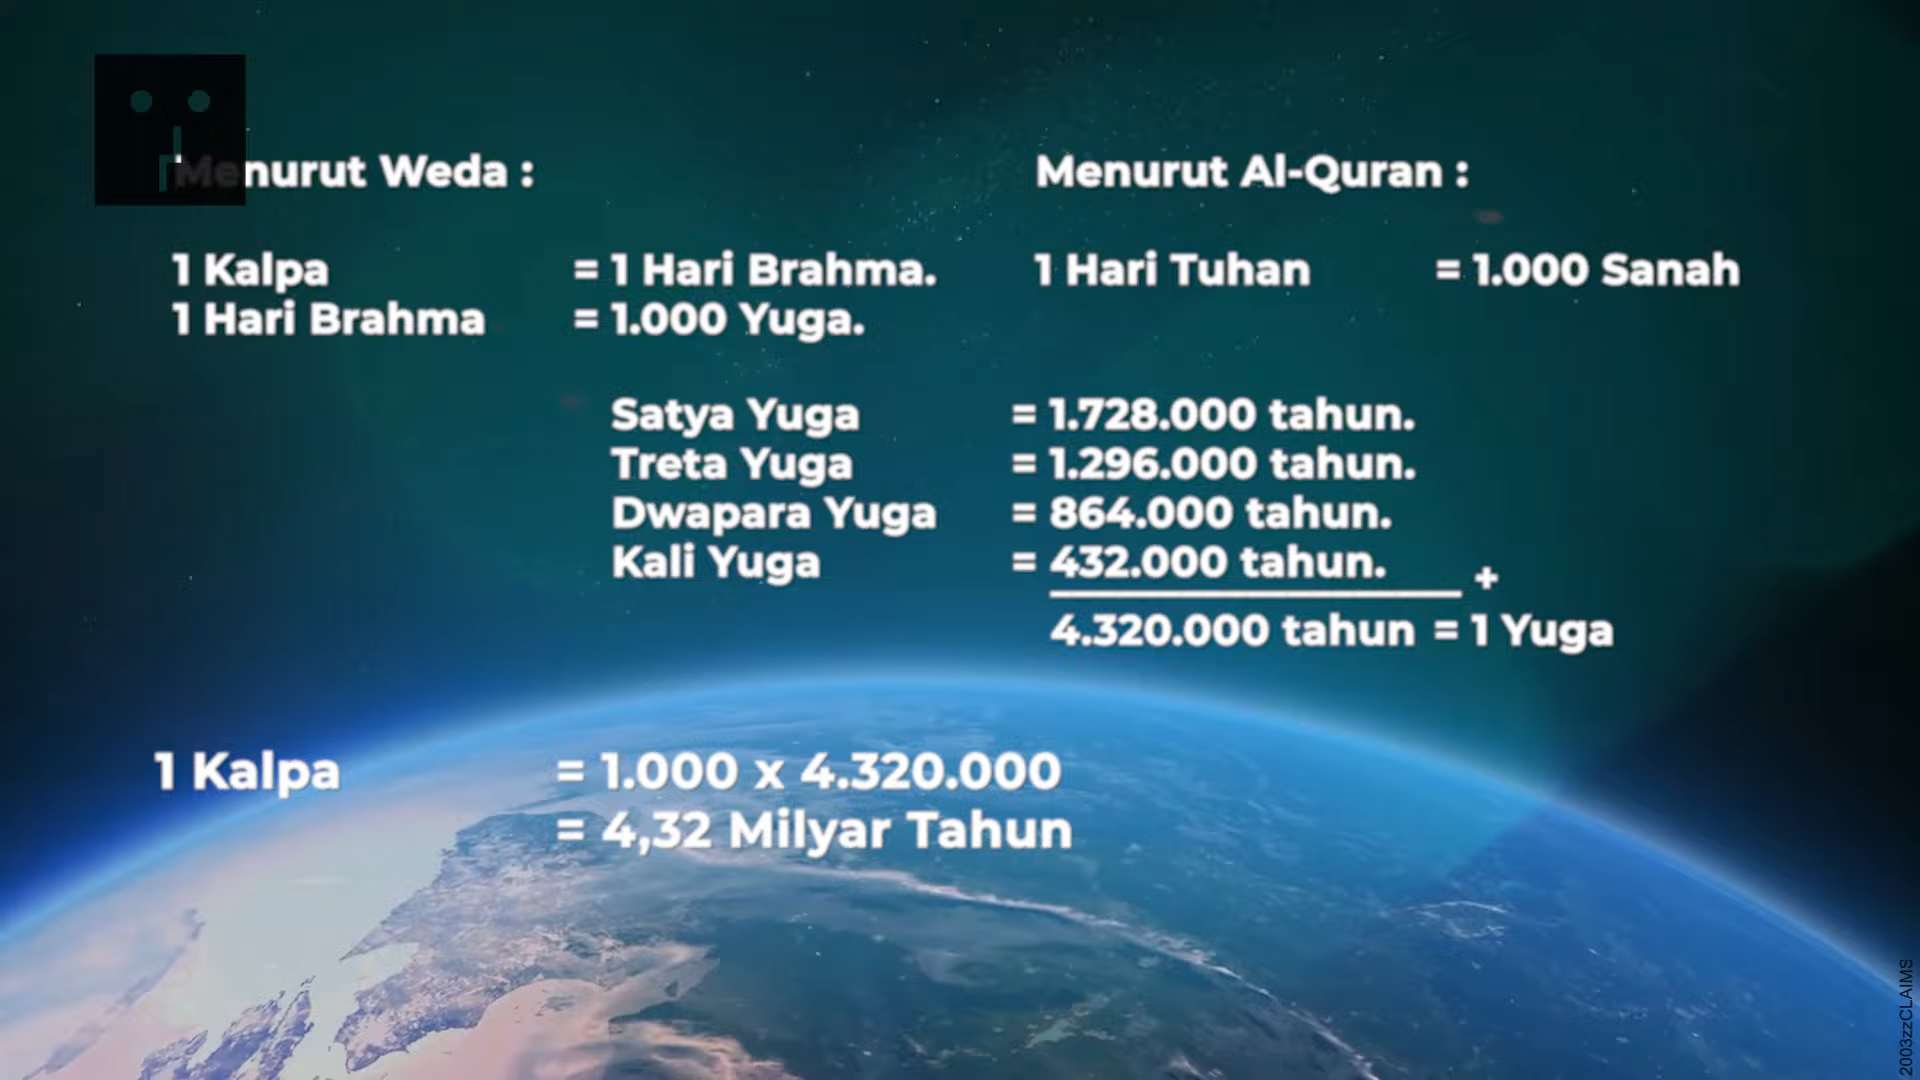 Menurut Weda :
1 Kalpa = 1 Hari Brahma.
1 Hari Brahma = 1.000 Yuga.
Menurut Al-Quran :
1 Hari Tuhan = 1.000 Sanah
Satya Yuga = 1.728.000 tahun.
Treta Yuga = 1.296.000 tahun.
Dwapara Yuga = 864.000 tahun.
Kali Yuga = 432.000 tahun. +
4.320.000 tahun = 1 Yuga
1 Kalpa = 1.000 x 4.320.000
= 4,32 Milyar Tahun
2003zzCLAIMS